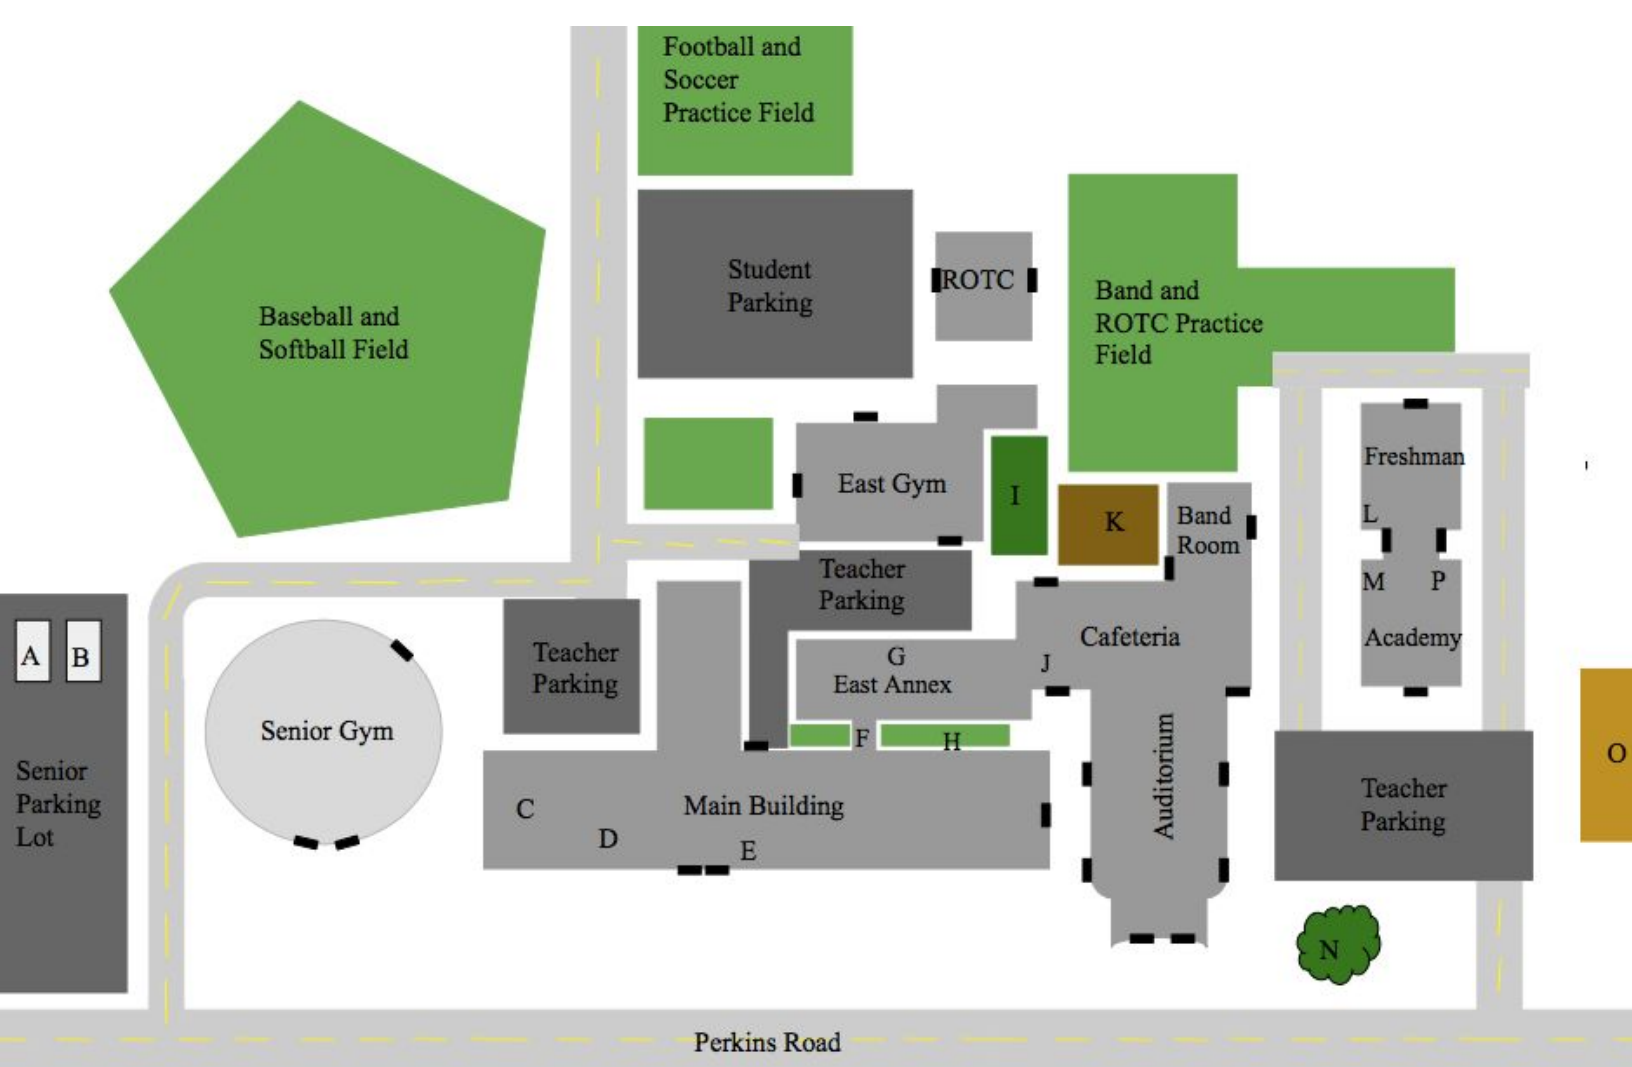 Football and
Soccer
Practice Field
Baseball and
Softball Field
Student
Parking
ROTC
Band and
ROTC Practice
Field
East Gym
I
K
Band
Room
Freshman
L
M
P
Academy
Teacher
Parking
Teacher
Parking
Cafeteria
J
G
East Annex
A
B
Senior Gym
Senior
Parking
Lot
F
H
C
D
Main Building
E
Auditorium
Teacher
Parking
O
N
Perkins Road